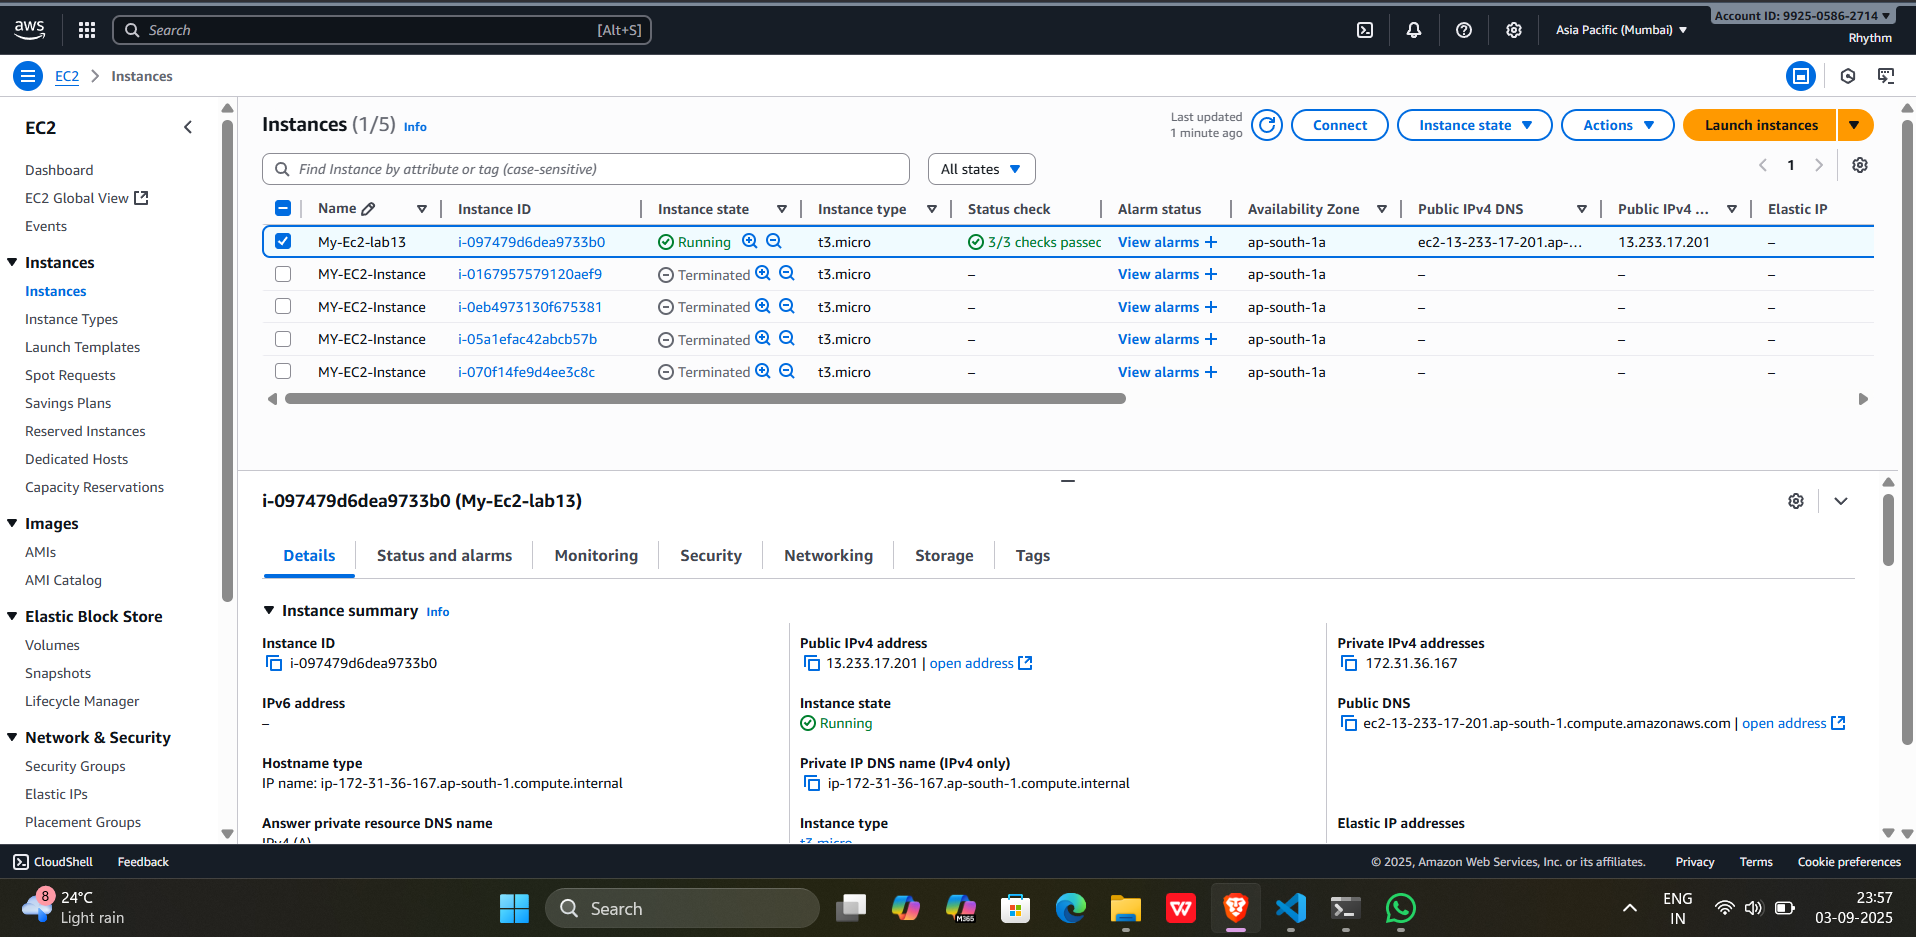 aws
Search [Alt+S]
Asia Pacific (Mumbai)
Account ID: 9925-0586-2714
Rhythm
EC2 Instances
EC2
Dashboard
EC2 Global View
Events
Instances
Instances
Instance Types
Launch Templates
Spot Requests
Savings Plans
Reserved Instances
Dedicated Hosts
Capacity Reservations
Images
AMIs
AMI Catalog
Elastic Block Store
Volumes
Snapshots
Lifecycle Manager
Network & Security
Security Groups
Elastic IPs
Placement Groups
Instances (1/5) Info
Last updated
1 minute ago
Connect
Instance state
Actions
Launch instances
Find Instance by attribute or tag (case-sensitive)
All states
1
Name Instance ID Instance state Instance type Status check Alarm status Availability Zone Public IPv4 DNS Public IPv4 ... Elastic IP
My-Ec2-lab13 i-097479d6dea9733b0 Running t3.micro 3/3 checks passec View alarms + ap-south-1a ec2-13-233-17-201.ap-... 13.233.17.201 –
MY-EC2-Instance i-0167957579120aef9 Terminated t3.micro – View alarms + ap-south-1a – – –
MY-EC2-Instance i-0eb4973130f675381 Terminated t3.micro – View alarms + ap-south-1a – – –
MY-EC2-Instance i-05a1efac42abcb57b Terminated t3.micro – View alarms + ap-south-1a – – –
MY-EC2-Instance i-070f14fe9d4ee3c8c Terminated t3.micro – View alarms + ap-south-1a – – –
i-097479d6dea9733b0 (My-Ec2-lab13)
Details Status and alarms Monitoring Security Networking Storage Tags
Instance summary Info
Instance ID
i-097479d6dea9733b0
Public IPv4 address
13.233.17.201 | open address
Private IPv4 addresses
172.31.36.167
IPv6 address
–
Instance state
Running
Public DNS
ec2-13-233-17-201.ap-south-1.compute.amazonaws.com | open address
Hostname type
IP name: ip-172-31-36-167.ap-south-1.compute.internal
Private IP DNS name (IPv4 only)
ip-172-31-36-167.ap-south-1.compute.internal
Answer private resource DNS name
IPv4 (A)
Instance type
t3.micro
Elastic IP addresses
CloudShell Feedback
© 2025, Amazon Web Services, Inc. or its affiliates. Privacy Terms Cookie preferences
8
24°C
Light rain
Search
M365
W
ENG
IN
23:57
03-09-2025